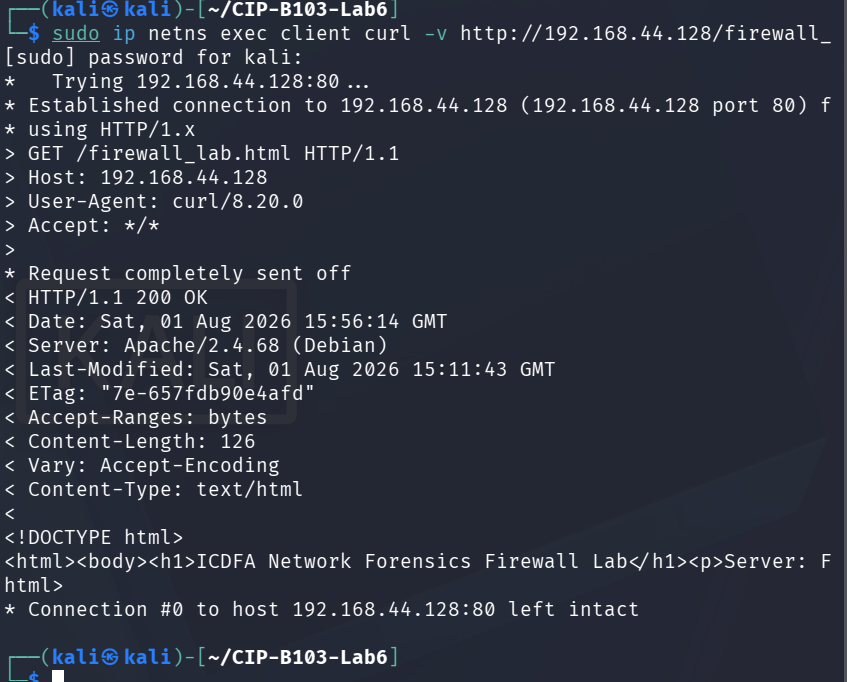 ┌──(kali㉿kali)-[~/CIP-B103-Lab6]
└─$ sudo ip netns exec client curl -v http://192.168.44.128/firewall_
[sudo] password for kali:
*   Trying 192.168.44.128:80...
* Established connection to 192.168.44.128 (192.168.44.128 port 80) f
* using HTTP/1.x
> GET /firewall_lab.html HTTP/1.1
> Host: 192.168.44.128
> User-Agent: curl/8.20.0
> Accept: */*
>
* Request completely sent off
< HTTP/1.1 200 OK
< Date: Sat, 01 Aug 2026 15:56:14 GMT
< Server: Apache/2.4.68 (Debian)
< Last-Modified: Sat, 01 Aug 2026 15:11:43 GMT
< ETag: "7e-657fdb90e4afd"
< Accept-Ranges: bytes
< Content-Length: 126
< Vary: Accept-Encoding
< Content-Type: text/html
<
<!DOCTYPE html>
<html><body><h1>ICDFA Network Forensics Firewall Lab</h1><p>Server: F
html>
* Connection #0 to host 192.168.44.128:80 left intact
┌──(kali㉿kali)-[~/CIP-B103-Lab6]
└─$